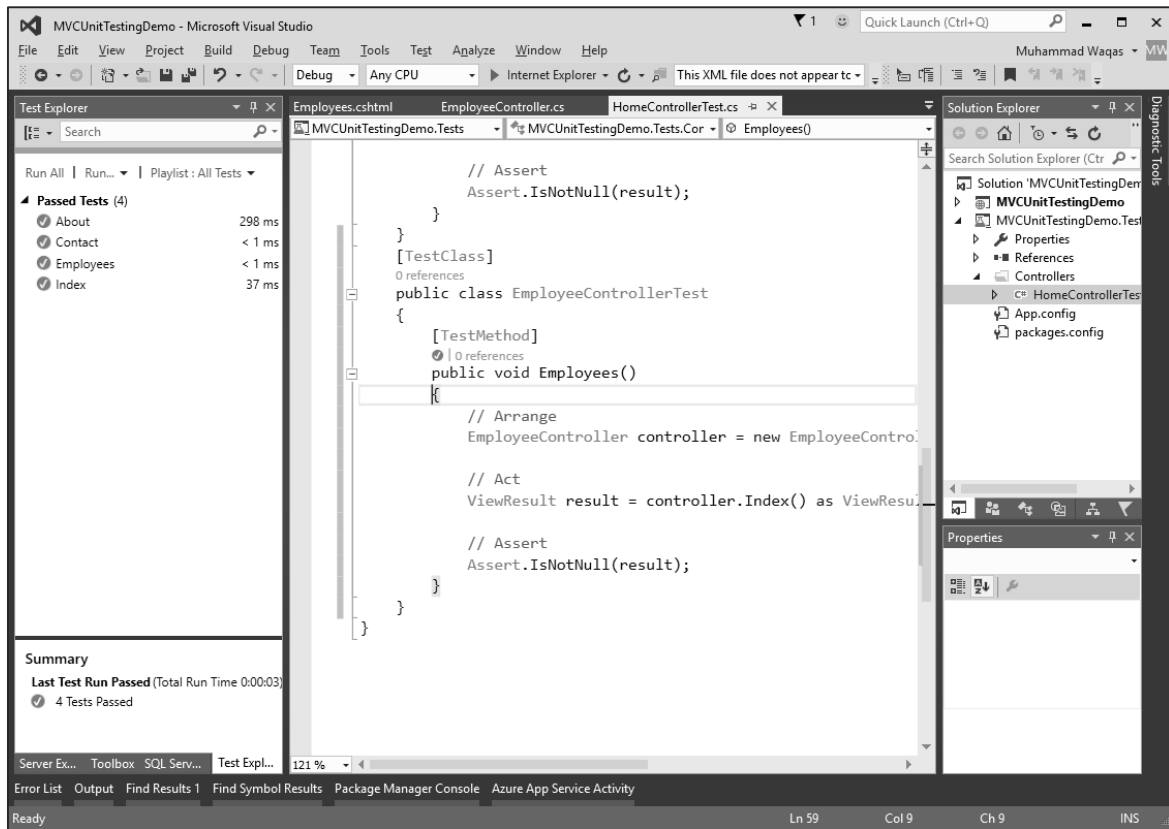 MVCUnitTestingDemo - Microsoft Visual Studio
1
Quick Launch (Ctrl+Q)
File Edit View Project Build Debug Team Tools Test Analyze Window Help
Muhammad Waqas
MW
Debug
Any CPU
Internet Explorer
This XML file does not appear tc
Test Explorer
Search
Run All | Run... | Playlist : All Tests
Passed Tests (4)
About 298 ms
Contact < 1 ms
Employees < 1 ms
Index 37 ms
Summary
Last Test Run Passed (Total Run Time 0:00:03)
4 Tests Passed
Server Ex... Toolbox SQL Serv... Test Expl...
Employees.cshtml EmployeeController.cs HomeControllerTest.cs
MVCUnitTestingDemo.Tests MVCUnitTestingDemo.Tests.Cor Employees()
// Assert
Assert.IsNotNull(result);
}
}
[TestClass]
0 references
public class EmployeeControllerTest
{
[TestMethod]
0 references
public void Employees()
{
// Arrange
EmployeeController controller = new EmployeeControl
// Act
ViewResult result = controller.Index() as ViewResul
// Assert
Assert.IsNotNull(result);
}
}
}
121 %
Solution Explorer
Search Solution Explorer (Ctr
Solution 'MVCUnitTestingDem
MVCUnitTestingDemo
MVCUnitTestingDemo.Test
Properties
References
Controllers
C# HomeControllerTes
App.config
packages.config
Properties
Diagnostic Tools
Error List Output Find Results 1 Find Symbol Results Package Manager Console Azure App Service Activity
Ready Ln 59 Col 9 Ch 9 INS